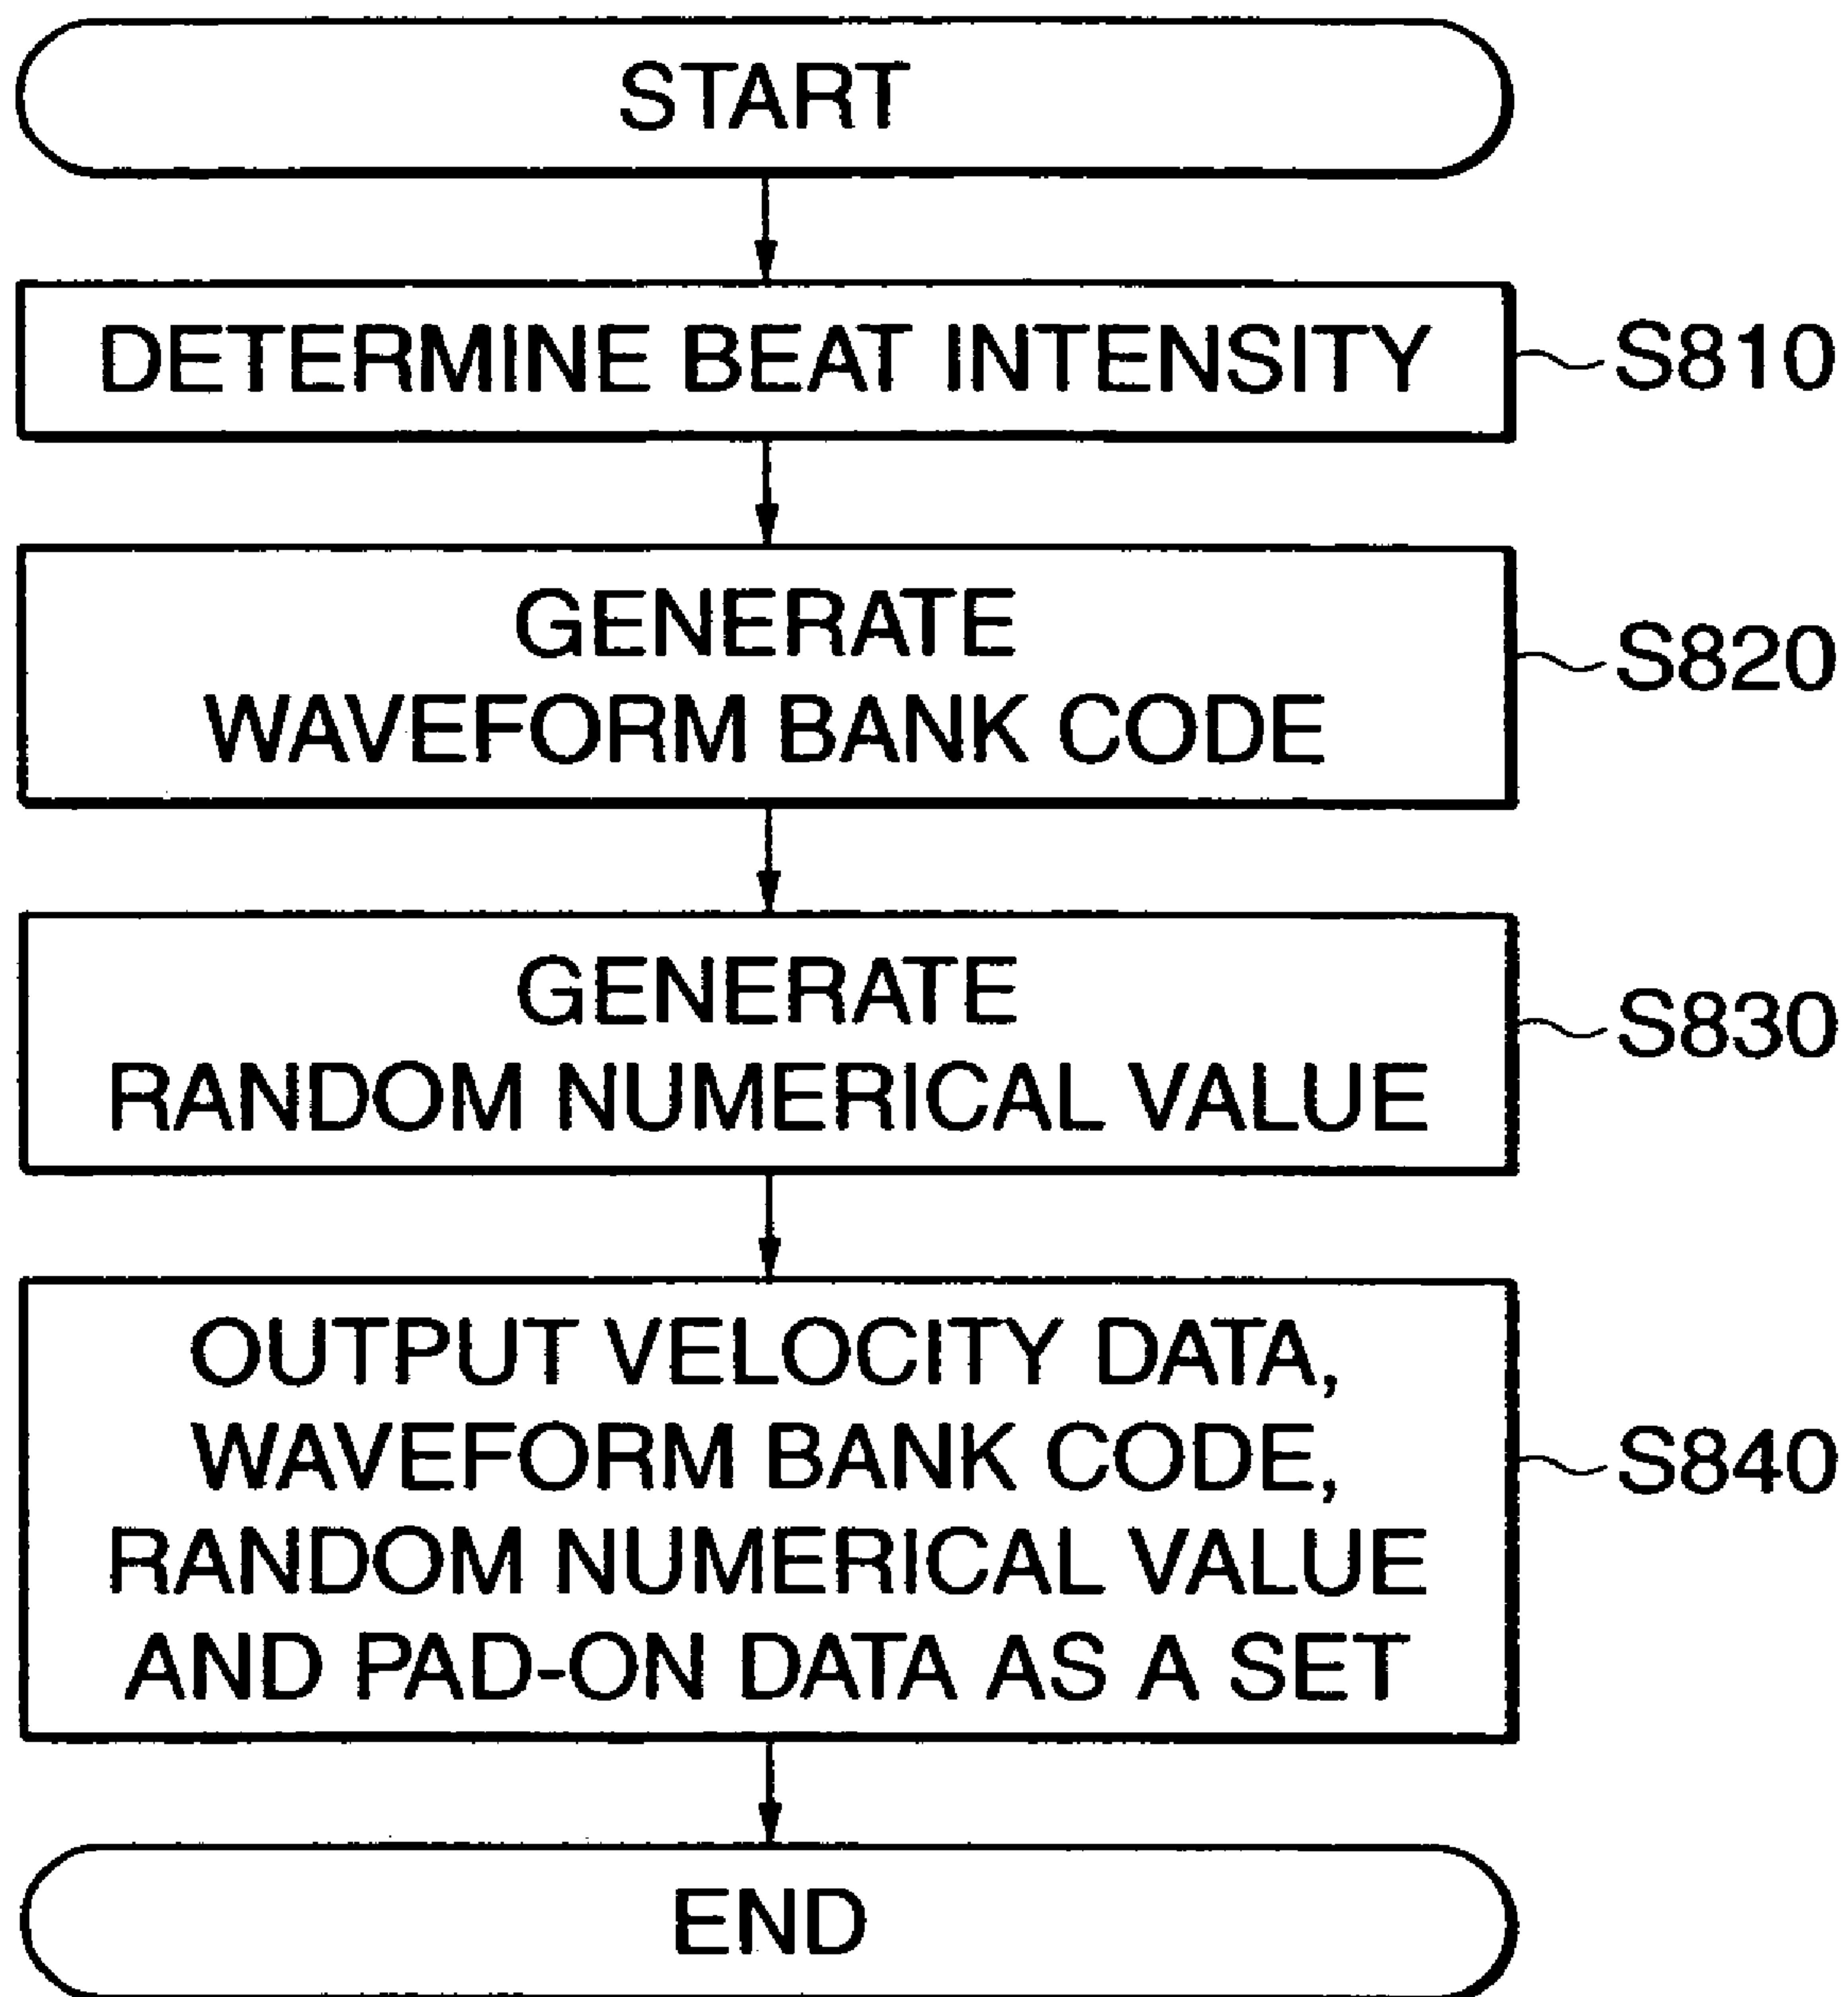 START
DETERMINE BEAT INTENSITY
S810
GENERATE
WAVEFORM BANK CODE
S820
GENERATE
RANDOM NUMERICAL VALUE
S830
OUTPUT VELOCITY DATA,
WAVEFORM BANK CODE,
RANDOM NUMERICAL VALUE
AND PAD-ON DATA AS A SET
S840
END